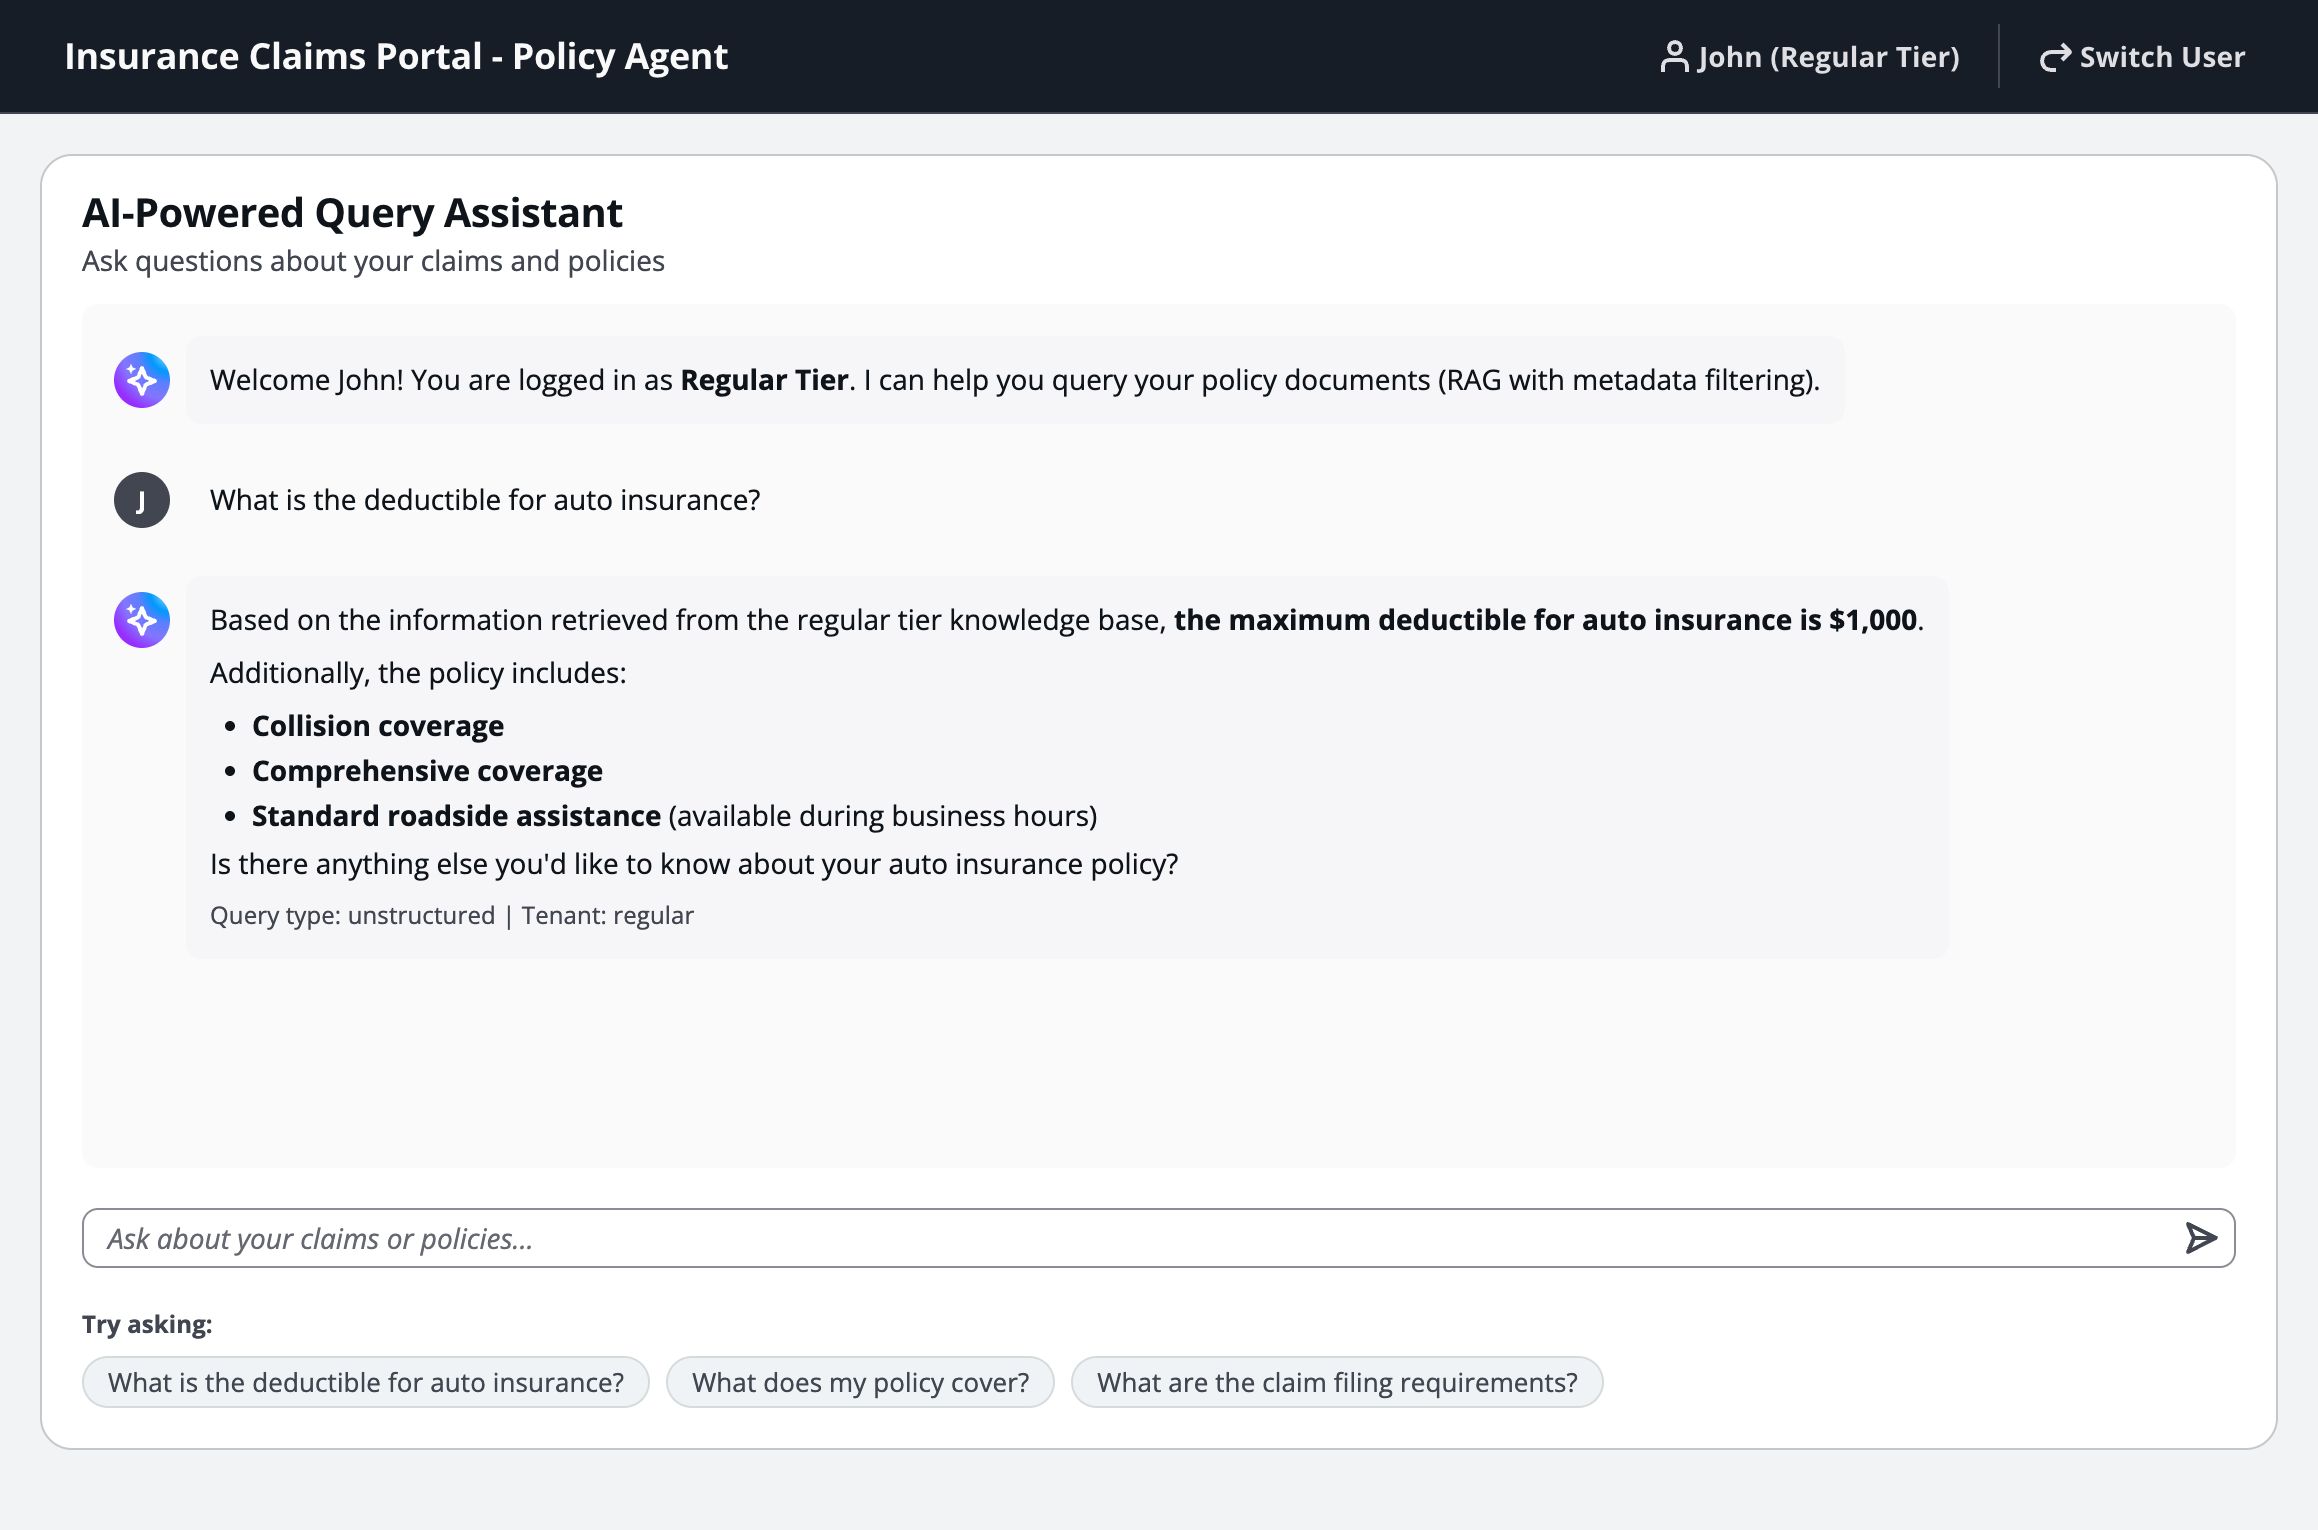 Insurance Claims Portal - Policy Agent
John (Regular Tier)
Switch User
AI-Powered Query Assistant
Ask questions about your claims and policies
Welcome John! You are logged in as Regular Tier. I can help you query your policy documents (RAG with metadata filtering).
J
What is the deductible for auto insurance?
Based on the information retrieved from the regular tier knowledge base, the maximum deductible for auto insurance is $1,000.
Additionally, the policy includes:
• Collision coverage
• Comprehensive coverage
• Standard roadside assistance (available during business hours)
Is there anything else you'd like to know about your auto insurance policy?
Query type: unstructured | Tenant: regular
Ask about your claims or policies...
Try asking:
What is the deductible for auto insurance?
What does my policy cover?
What are the claim filing requirements?